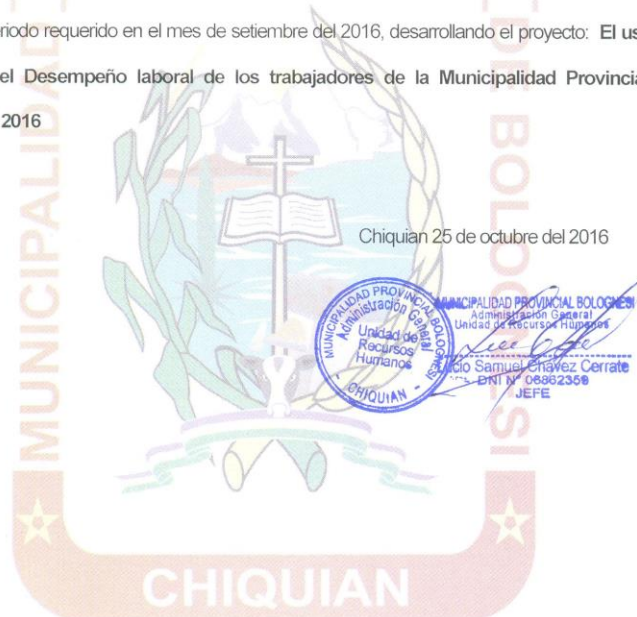 riodo requerido en el mes de setiembre del 2016, desarrollando el proyecto: El us
el Desempeño laboral de los trabajadores de la Municipalidad Provincia
2016
MUNICIPALIDAD
DE BOLOGNESI
Chiquian 25 de octubre del 2016
MUNICIPALIDAD PROVINCIAL BOLOGNESI
Administración General
Unidad de
Recursos
Humanos
- CHIQUIAN -
MUNICIPALIDAD PROVINCIAL BOLOGNESI
Administración General
Unidad de Recursos Humanos
cio Samuel Chavez Cerrate
DNI Nº 06862359
JEFE
CHIQUIAN